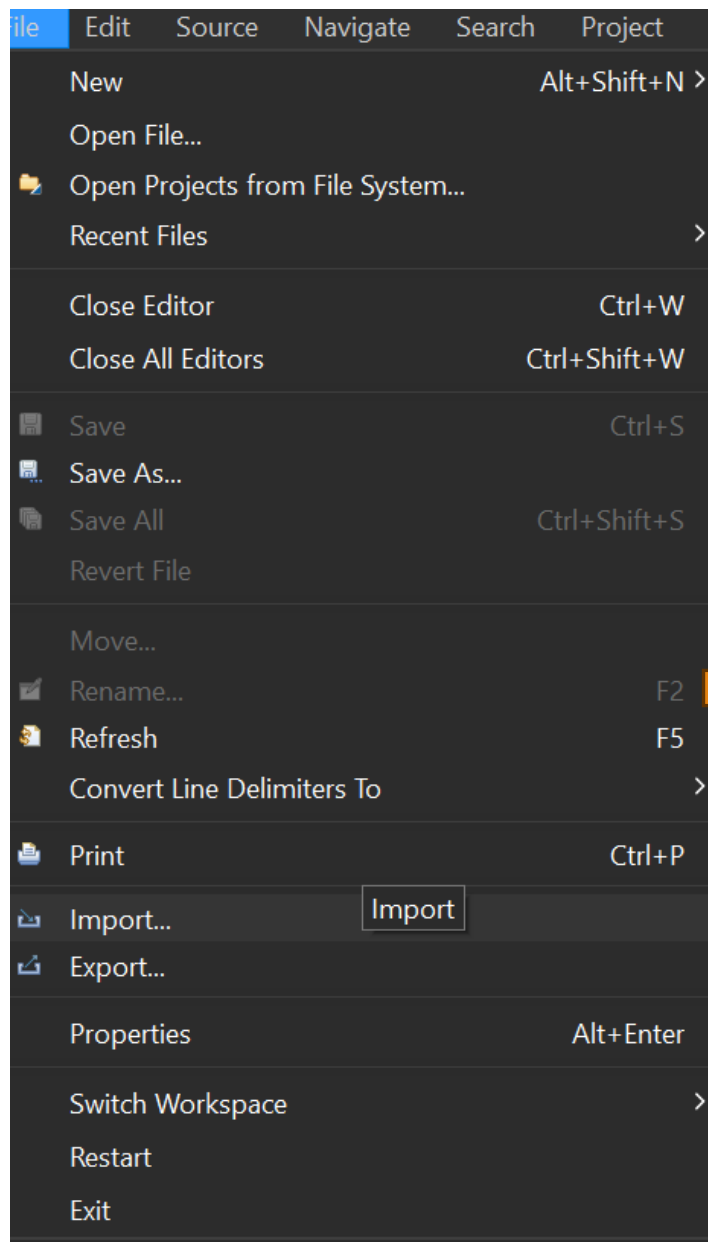 File Edit Source Navigate Search Project
New Alt+Shift+N
Open File...
Open Projects from File System...
Recent Files
Close Editor Ctrl+W
Close All Editors Ctrl+Shift+W
Save Ctrl+S
Save As...
Save All Ctrl+Shift+S
Revert File
Move...
Rename... F2
Refresh F5
Convert Line Delimiters To
Print Ctrl+P
Import... Import
Export...
Properties Alt+Enter
Switch Workspace
Restart
Exit